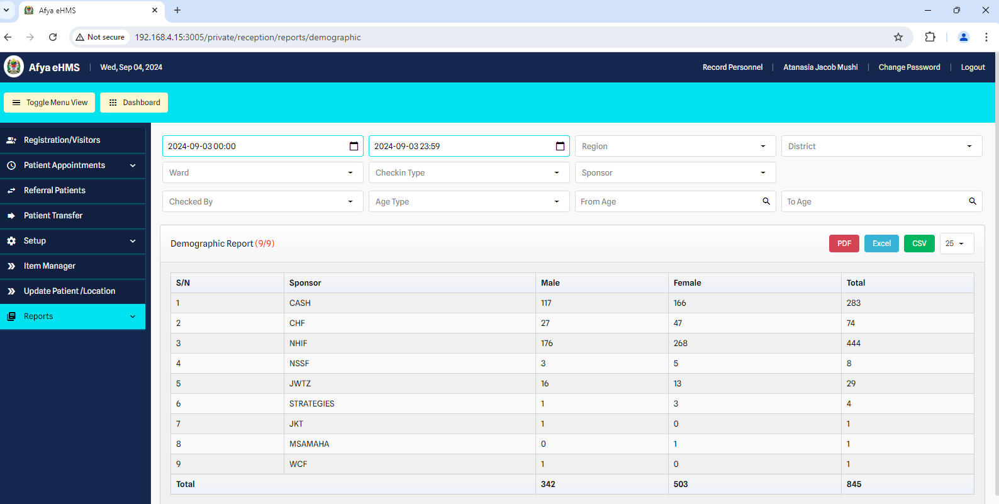 Afya eHMS
Not secure 192.168.4.15:3005/private/reception/reports/demographic
Afya eHMS | Wed, Sep 04, 2024 Record Personnel | Atanasia Jacob Mushi | Change Password | Logout
Toggle Menu View Dashboard
Registration/Visitors
Patient Appointments
Referral Patients
Patient Transfer
Setup
Item Manager
Update Patient /Location
Reports
2024-09-03 00:00 2024-09-03 23:59 Region District
Ward Checkin Type Sponsor
Checked By Age Type From Age To Age
Demographic Report (9/9) PDF Excel CSV 25
S/N Sponsor Male Female Total
1 CASH 117 166 283
2 CHF 27 47 74
3 NHIF 176 268 444
4 NSSF 3 5 8
5 JWTZ 16 13 29
6 STRATEGIES 1 3 4
7 JKT 1 0 1
8 MSAMAHA 0 1 1
9 WCF 1 0 1
Total 342 503 845